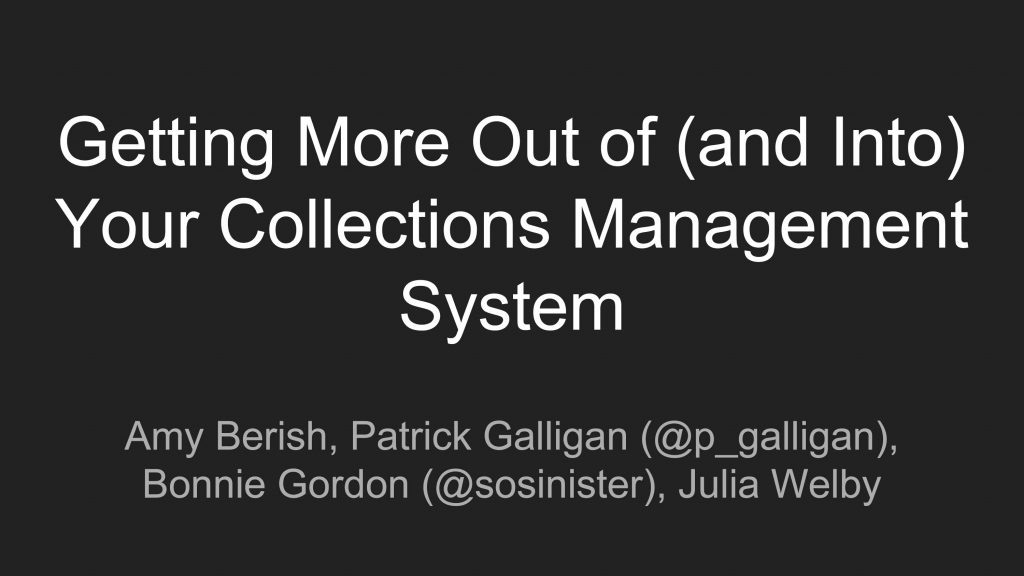 Getting More Out of (and Into)
Your Collections Management
System
Amy Berish, Patrick Galligan (@p_galligan),
Bonnie Gordon (@sosinister), Julia Welby